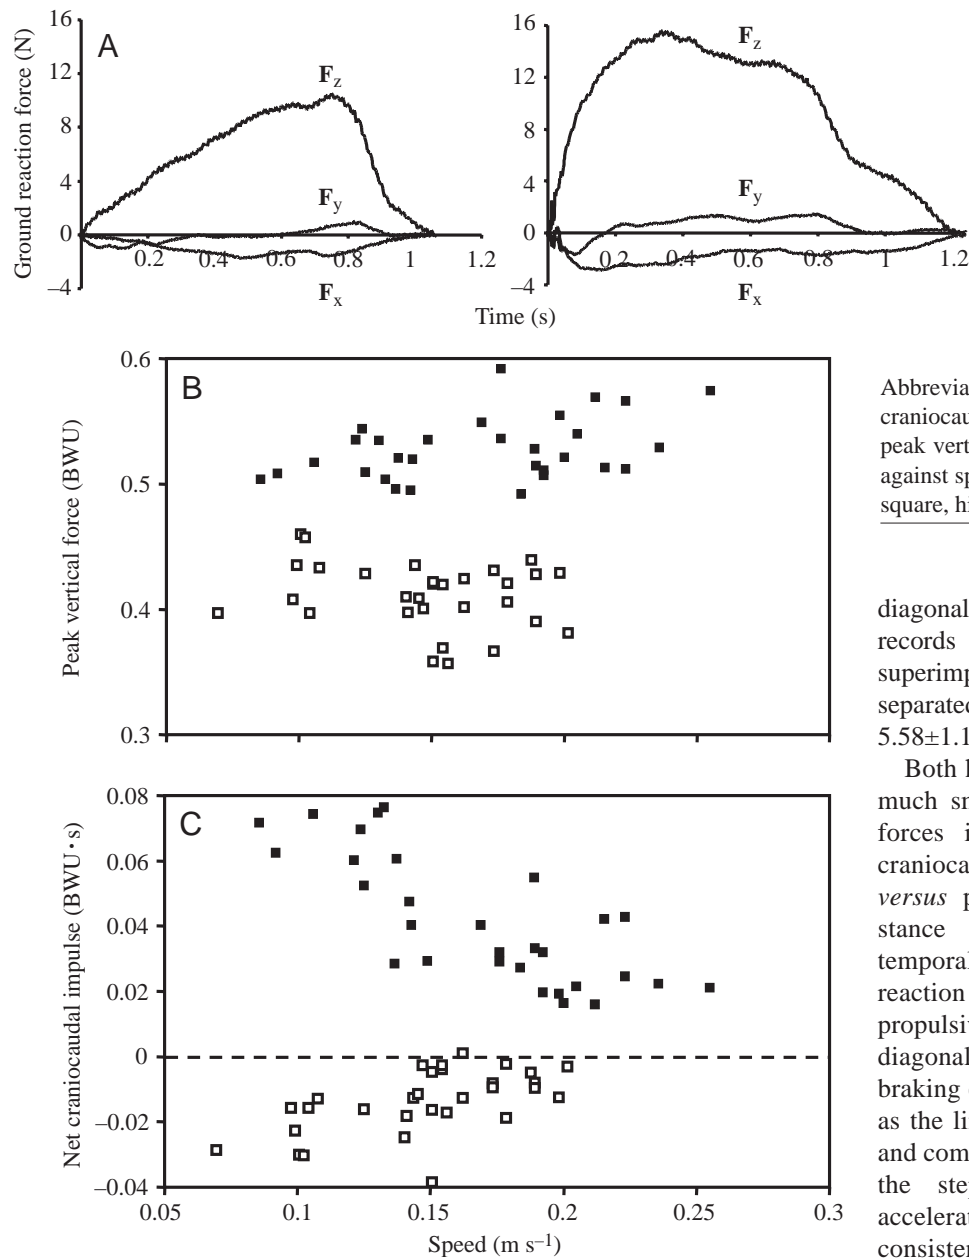 A
Ground reaction force (N)
16
12
8
4
0
−4
Fz
Fy
Fx
0.2 0.4 0.6 0.8 1 1.2
16
12
8
4
0
−4
Fz
Fy
Fx
0.2 0.4 0.6 0.8 1 1.2
Time (s)
B
Peak vertical force (BWU)
0.6
0.5
0.4
0.3
C
Net craniocaudal impulse (BWU·s)
0.08
0.06
0.04
0.02
0
−0.02
−0.04
0.05 0.1 0.15 0.2 0.25 0.3
Speed (m s−1)
Abbrevia
craniocau
peak vert
against sp
square, hi
diagonal
records
superimp
separated
5.58±1.1
Both h
much sm
forces i
craniocau
versus p
stance
temporal
reaction
propulsiv
diagonal
braking
as the lin
and com
the step
accelerat
consisten